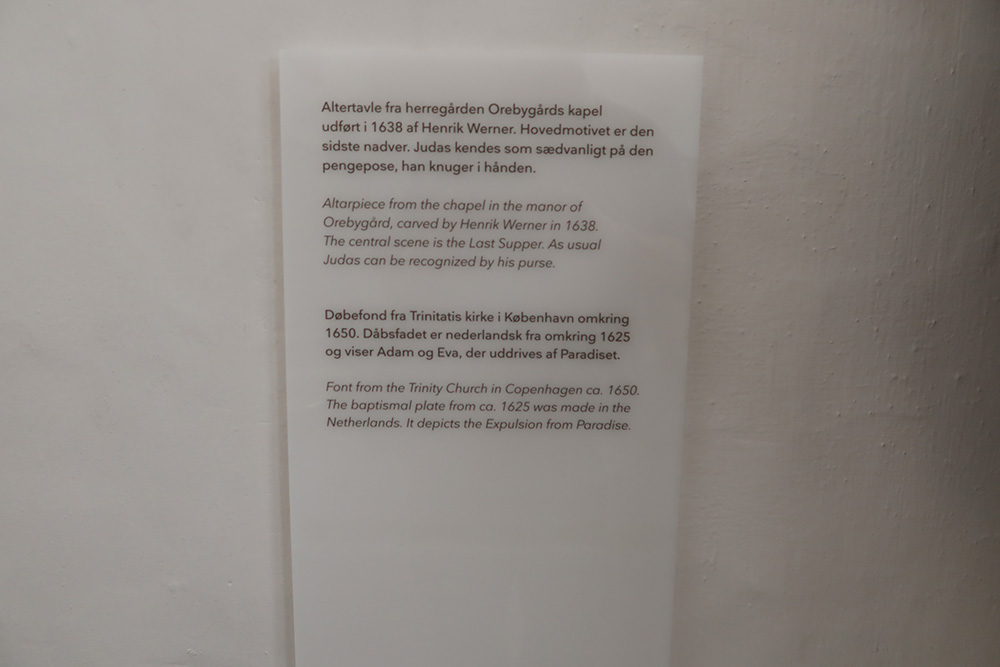 Altertavle fra herregården Orebygårds kapel
udført i 1638 af Henrik Werner. Hovedmotivet er den
sidste nadver. Judas kendes som sædvanligt på den
pengepose, han knuger i hånden.
Altarpiece from the chapel in the manor of
Orebygård, carved by Henrik Werner in 1638.
The central scene is the Last Supper. As usual
Judas can be recognized by his purse.
Døbefond fra Trinitatis kirke i København omkring
1650. Dåbsfadet er nederlandsk fra omkring 1625
og viser Adam og Eva, der uddrives af Paradiset.
Font from the Trinity Church in Copenhagen ca. 1650.
The baptismal plate from ca. 1625 was made in the
Netherlands. It depicts the Expulsion from Paradise.